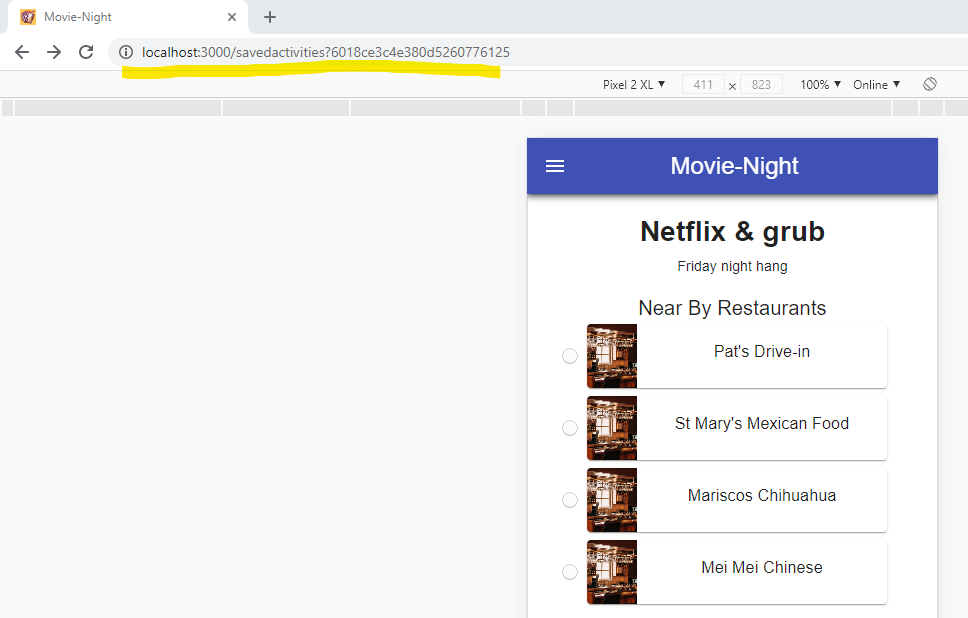 Movie-Night
localhost:3000/savedactivities?6018ce3c4e380d5260776125
Pixel 2 XL 411 x 823 100% Online
Movie-Night
Netflix & grub
Friday night hang
Near By Restaurants
Pat's Drive-in
St Mary's Mexican Food
Mariscos Chihuahua
Mei Mei Chinese